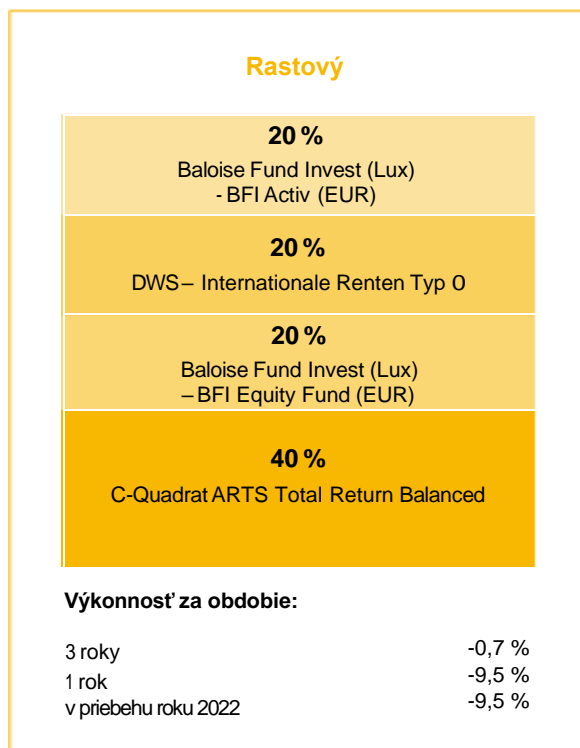 Rastový
20 %
Baloise Fund Invest (Lux)
- BFI Activ (EUR)
20 %
DWS – Internationale Renten Typ O
20 %
Baloise Fund Invest (Lux)
– BFI Equity Fund (EUR)
40 %
C-Quadrat ARTS Total Return Balanced
Výkonnosť za obdobie:
3 roky -0,7 %
1 rok -9,5 %
v priebehu roku 2022 -9,5 %